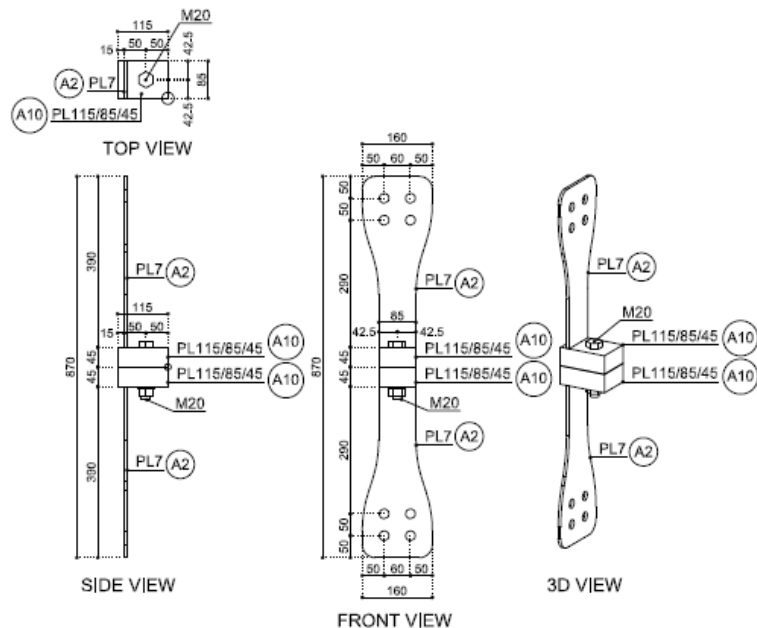 M20
115
15 50 50
42.5
85
42.5
A2 PL7
A10 PL115/85/45
TOP VIEW
870
390
45
45
390
115
15 50 50
PL7 A2
PL115/85/45 A10
PL115/85/45 A10
M20
PL7 A2
SIDE VIEW
160
50 60 50
870
50
50
290
45
45
290
50
50
85
42.5 42.5
PL7 A2
PL115/85/45 A10
PL115/85/45 A10
M20
PL7 A2
50 60 50
160
FRONT VIEW
PL7 A2
M20
PL115/85/45 A10
PL115/85/45 A10
PL7 A2
3D VIEW